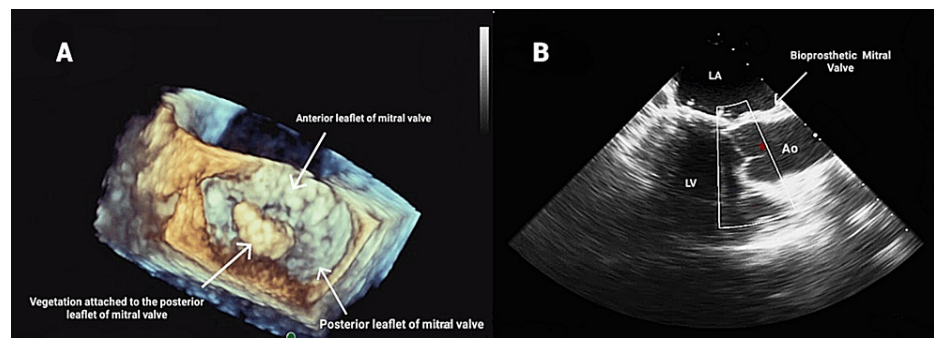 A
Anterior leaflet of mitral valve
Vegetation attached to the posterior
leaflet of mitral valve
Posterior leaflet of mitral valve
B
Bioprosthetic Mitral
Valve
LA
Ao
LV